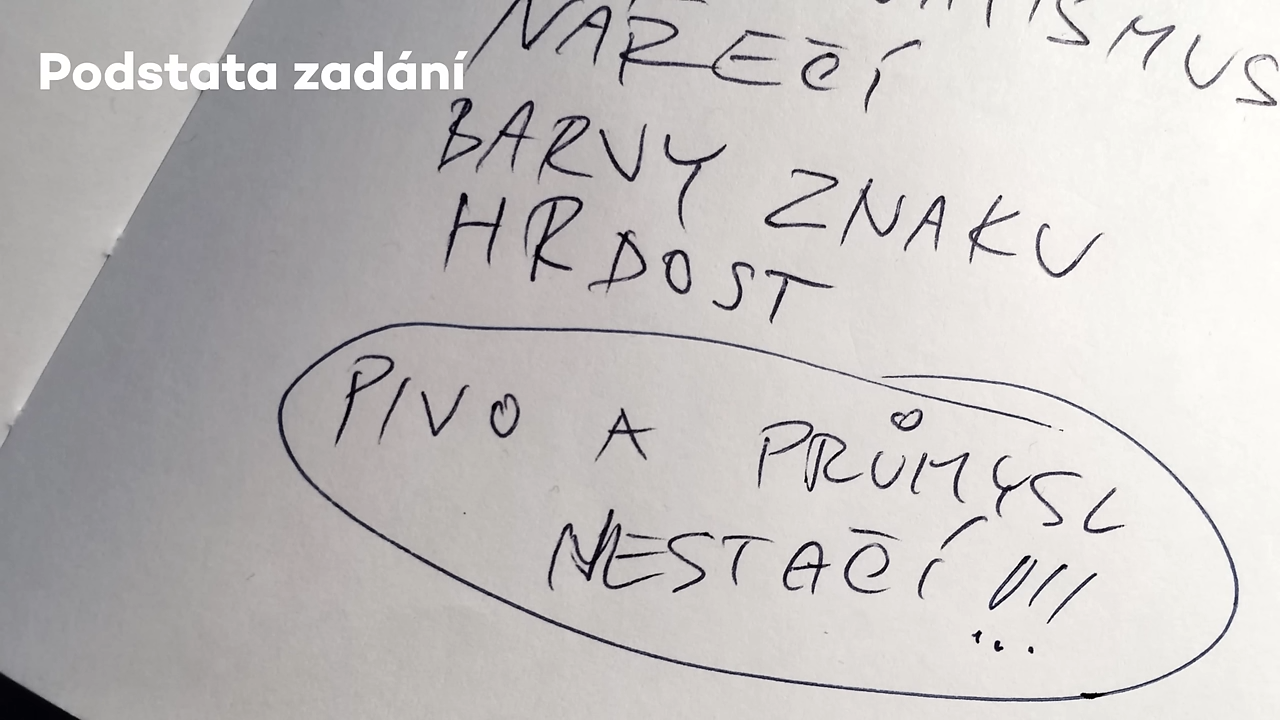 Podstata zadání
NÁŘEČÍ
BARVY ZNAKU
HRDOST
PIVO A PRŮMYSL
NESTAČÍ !!!